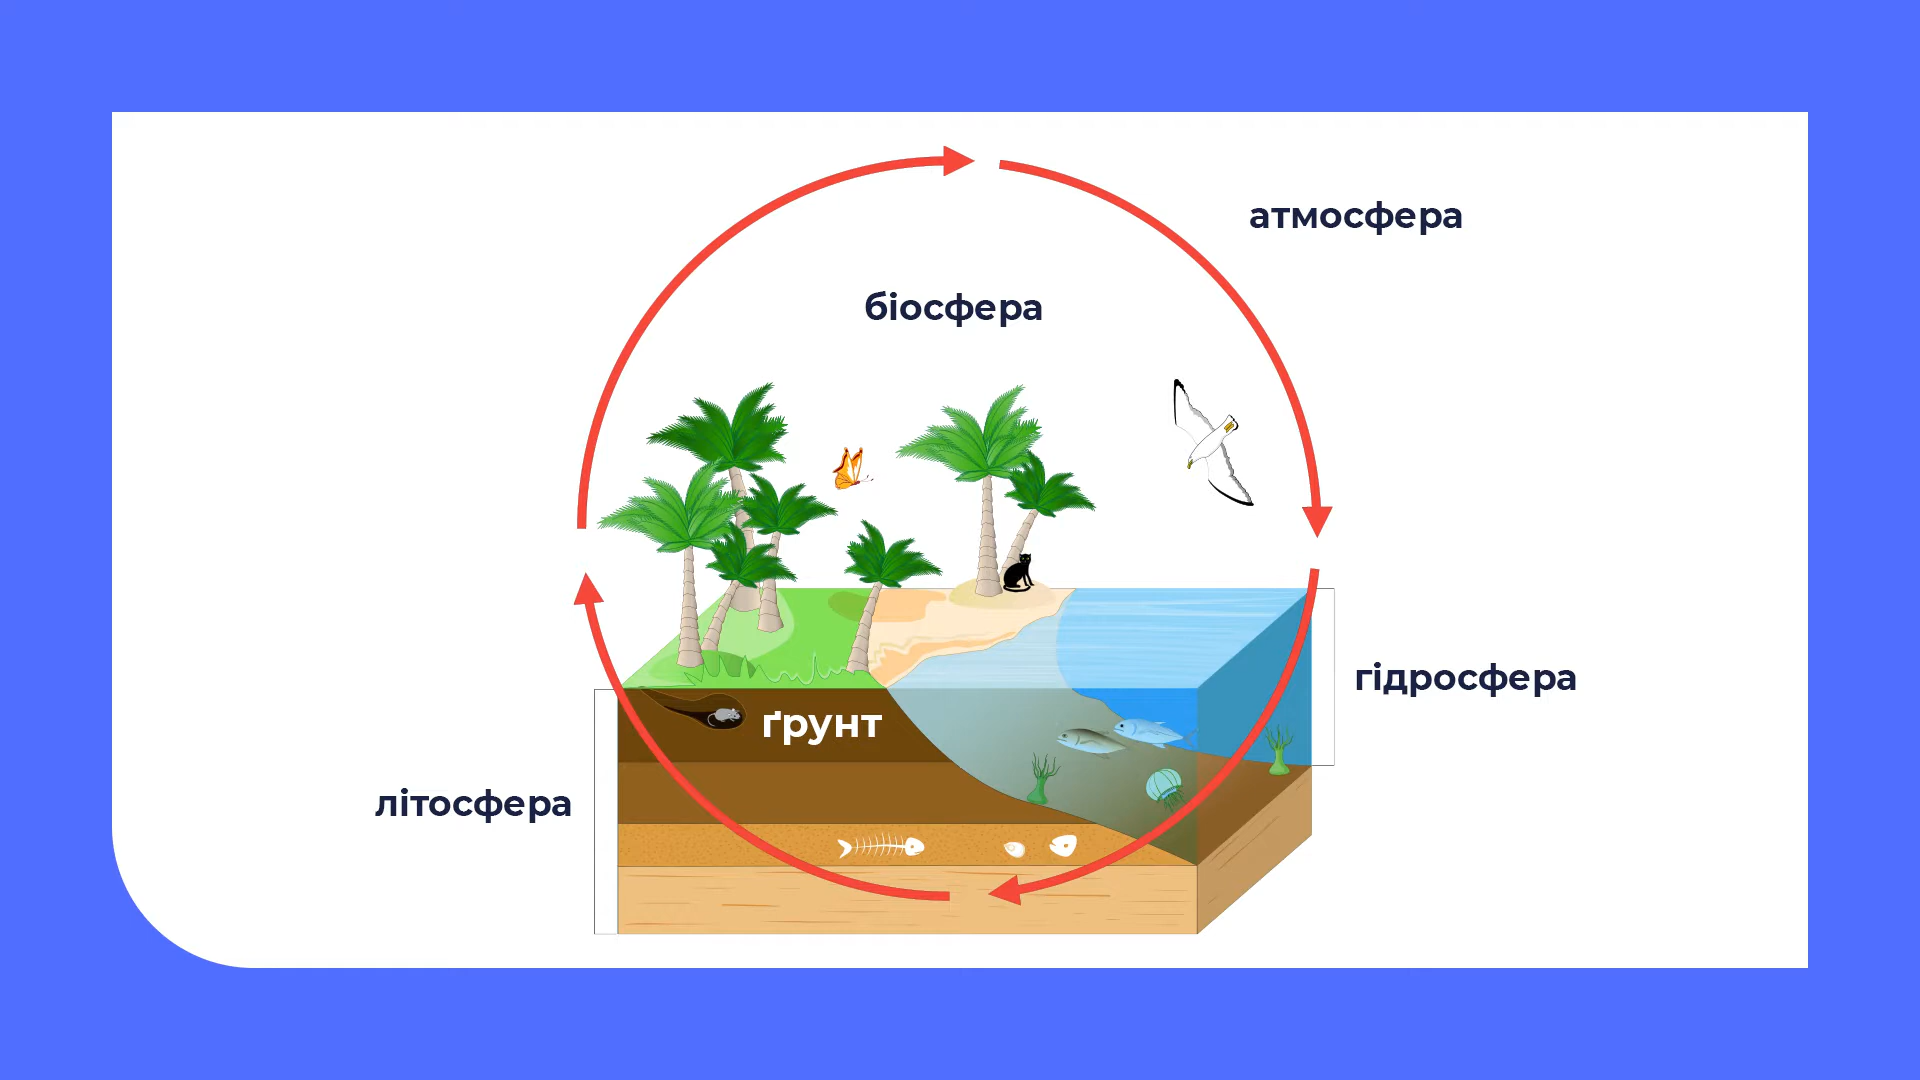 атмосфера
біосфера
гідросфера
ґрунт
літосфера